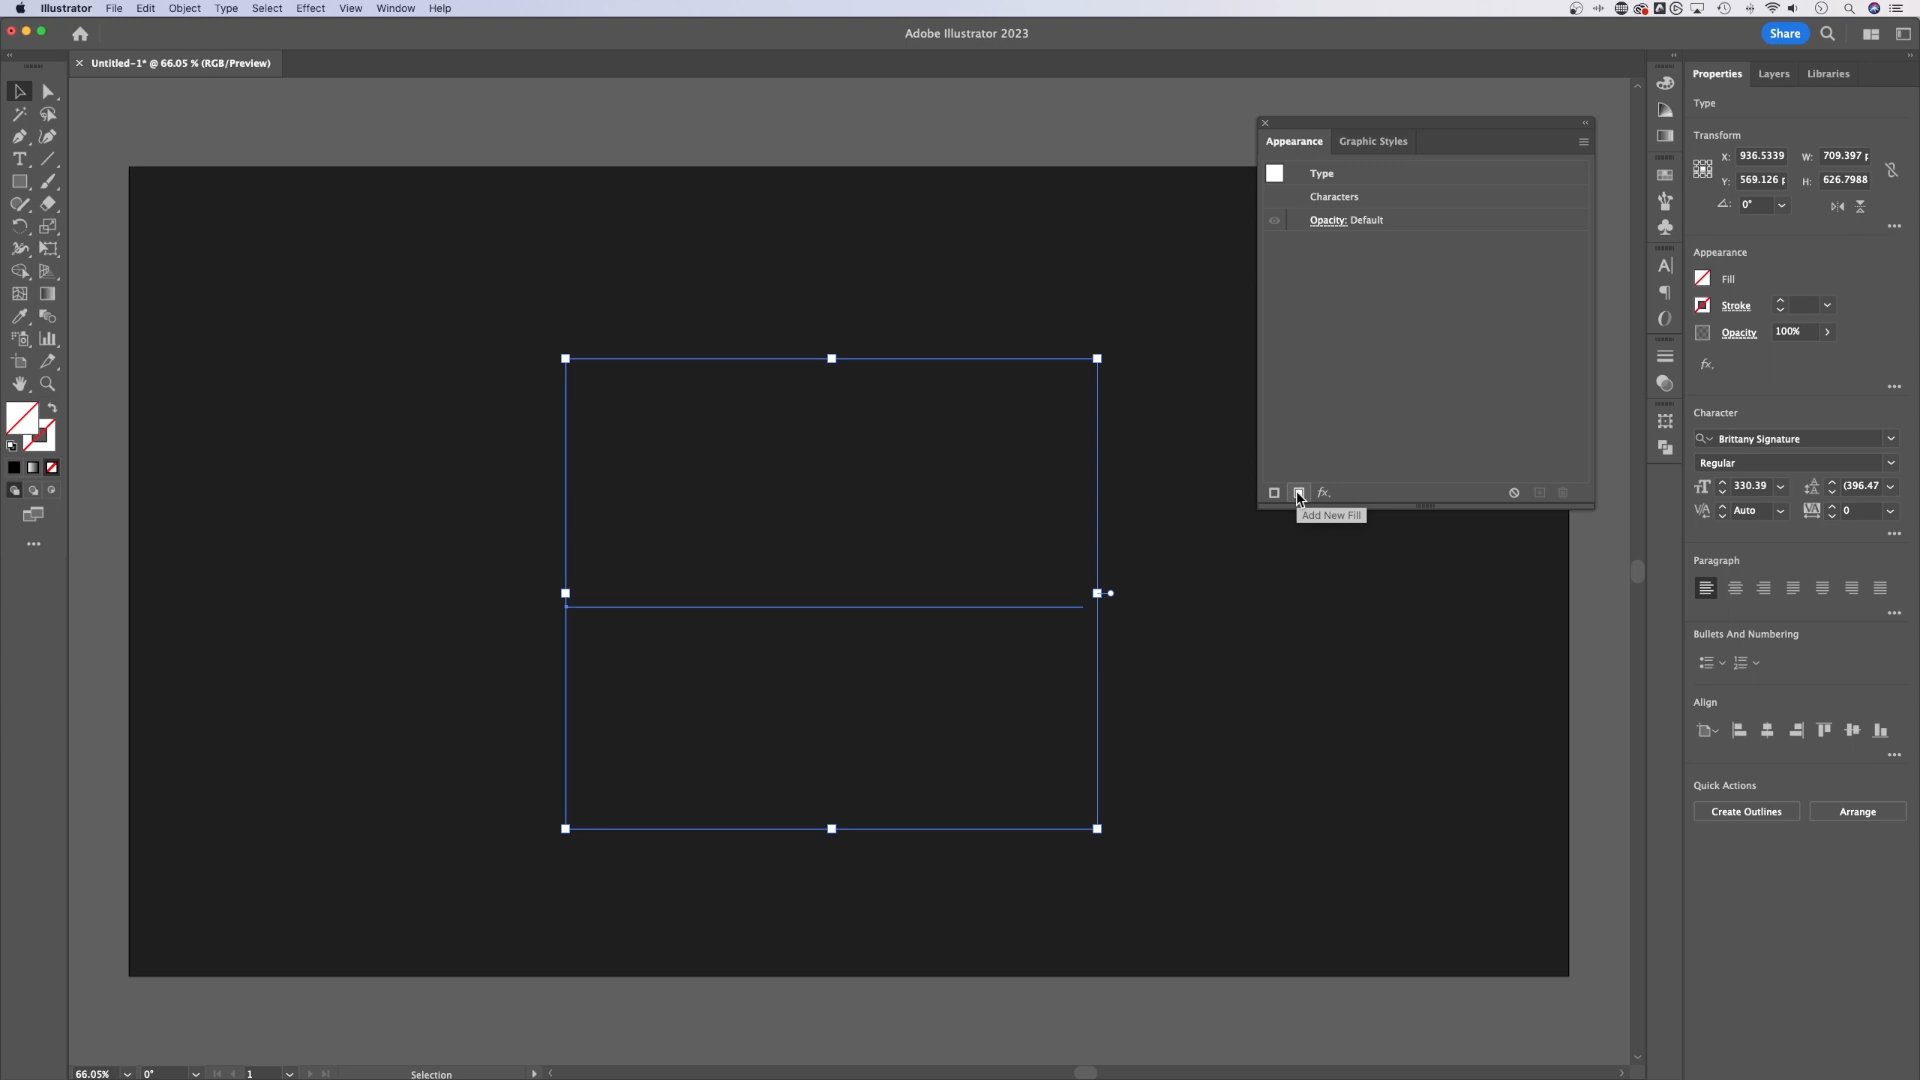 Illustrator File Edit Object Type Select Effect View Window Help
Adobe Illustrator 2023
Share
Untitled-1* @ 66.05 % (RGB/Preview)
Properties Layers Libraries
Type
Transform
X: 936.5339 W: 709.397 p
Y: 569.126 p H: 626.7988
0°
Appearance Graphic Styles
Type
Characters
Opacity: Default
fx.
Add New Fill
Appearance
Fill
Stroke
Opacity 100%
fx.
Character
Brittany Signature
Regular
330.39 (396.47
Auto 0
Paragraph
Bullets And Numbering
Align
Quick Actions
Create Outlines Arrange
66.05% 0° 1 Selection